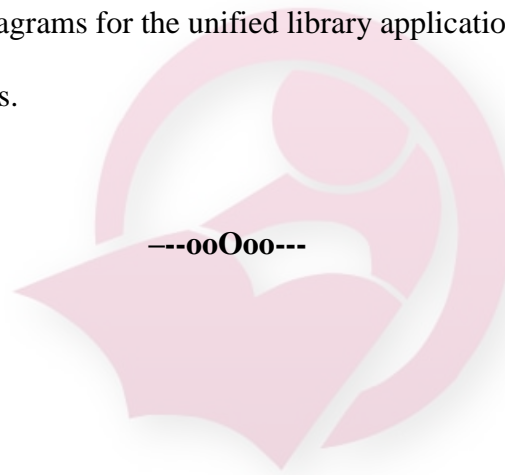 agrams for the unified library applicatio
s.
–--ooOoo---